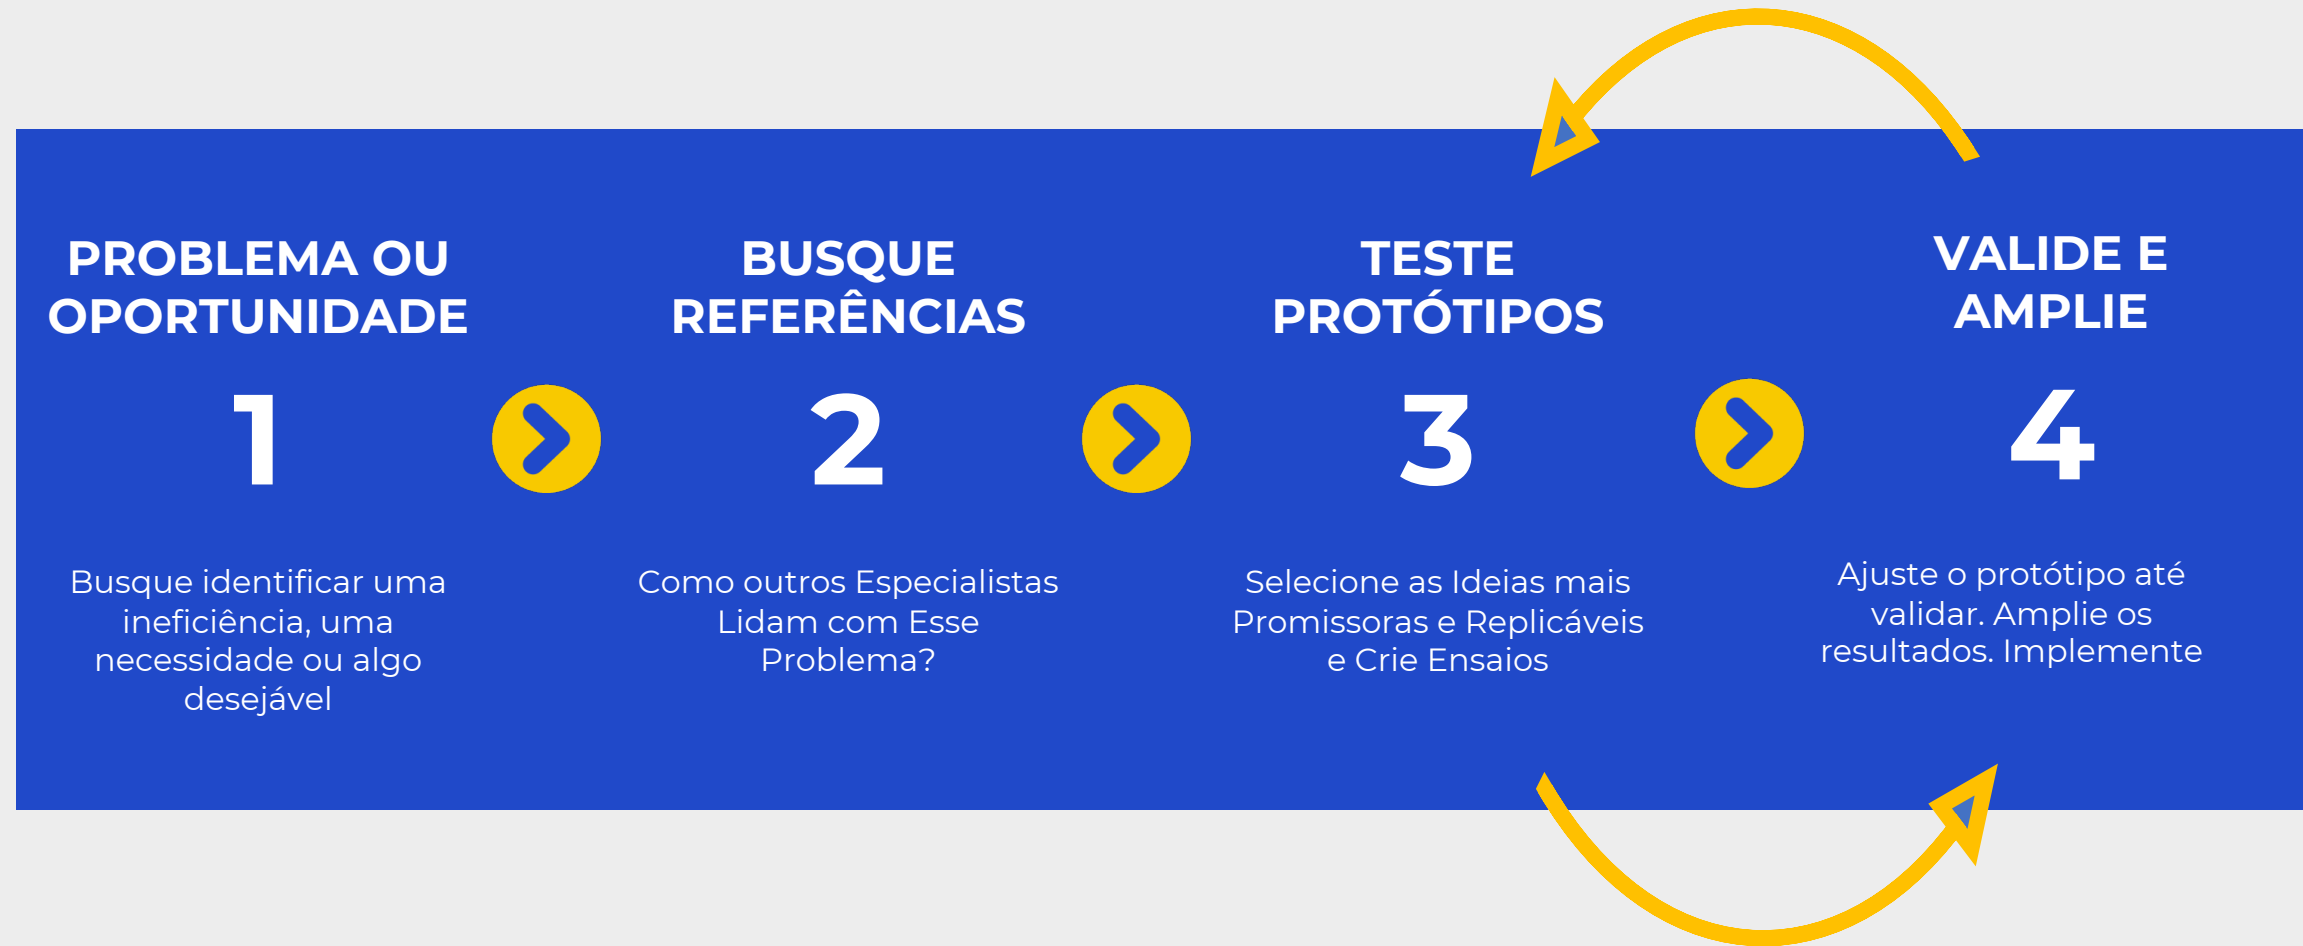 PROBLEMA OU
OPORTUNIDADE
1
Busque identificar uma
ineficiência, uma
necessidade ou algo
desejável
BUSQUE
REFERÊNCIAS
2
Como outros Especialistas
Lidam com Esse
Problema?
TESTE
PROTÓTIPOS
3
Selecione as Ideias mais
Promissoras e Replicáveis
e Crie Ensaios
VALIDE E
AMPLIE
4
Ajuste o protótipo até
validar. Amplie os
resultados. Implemente